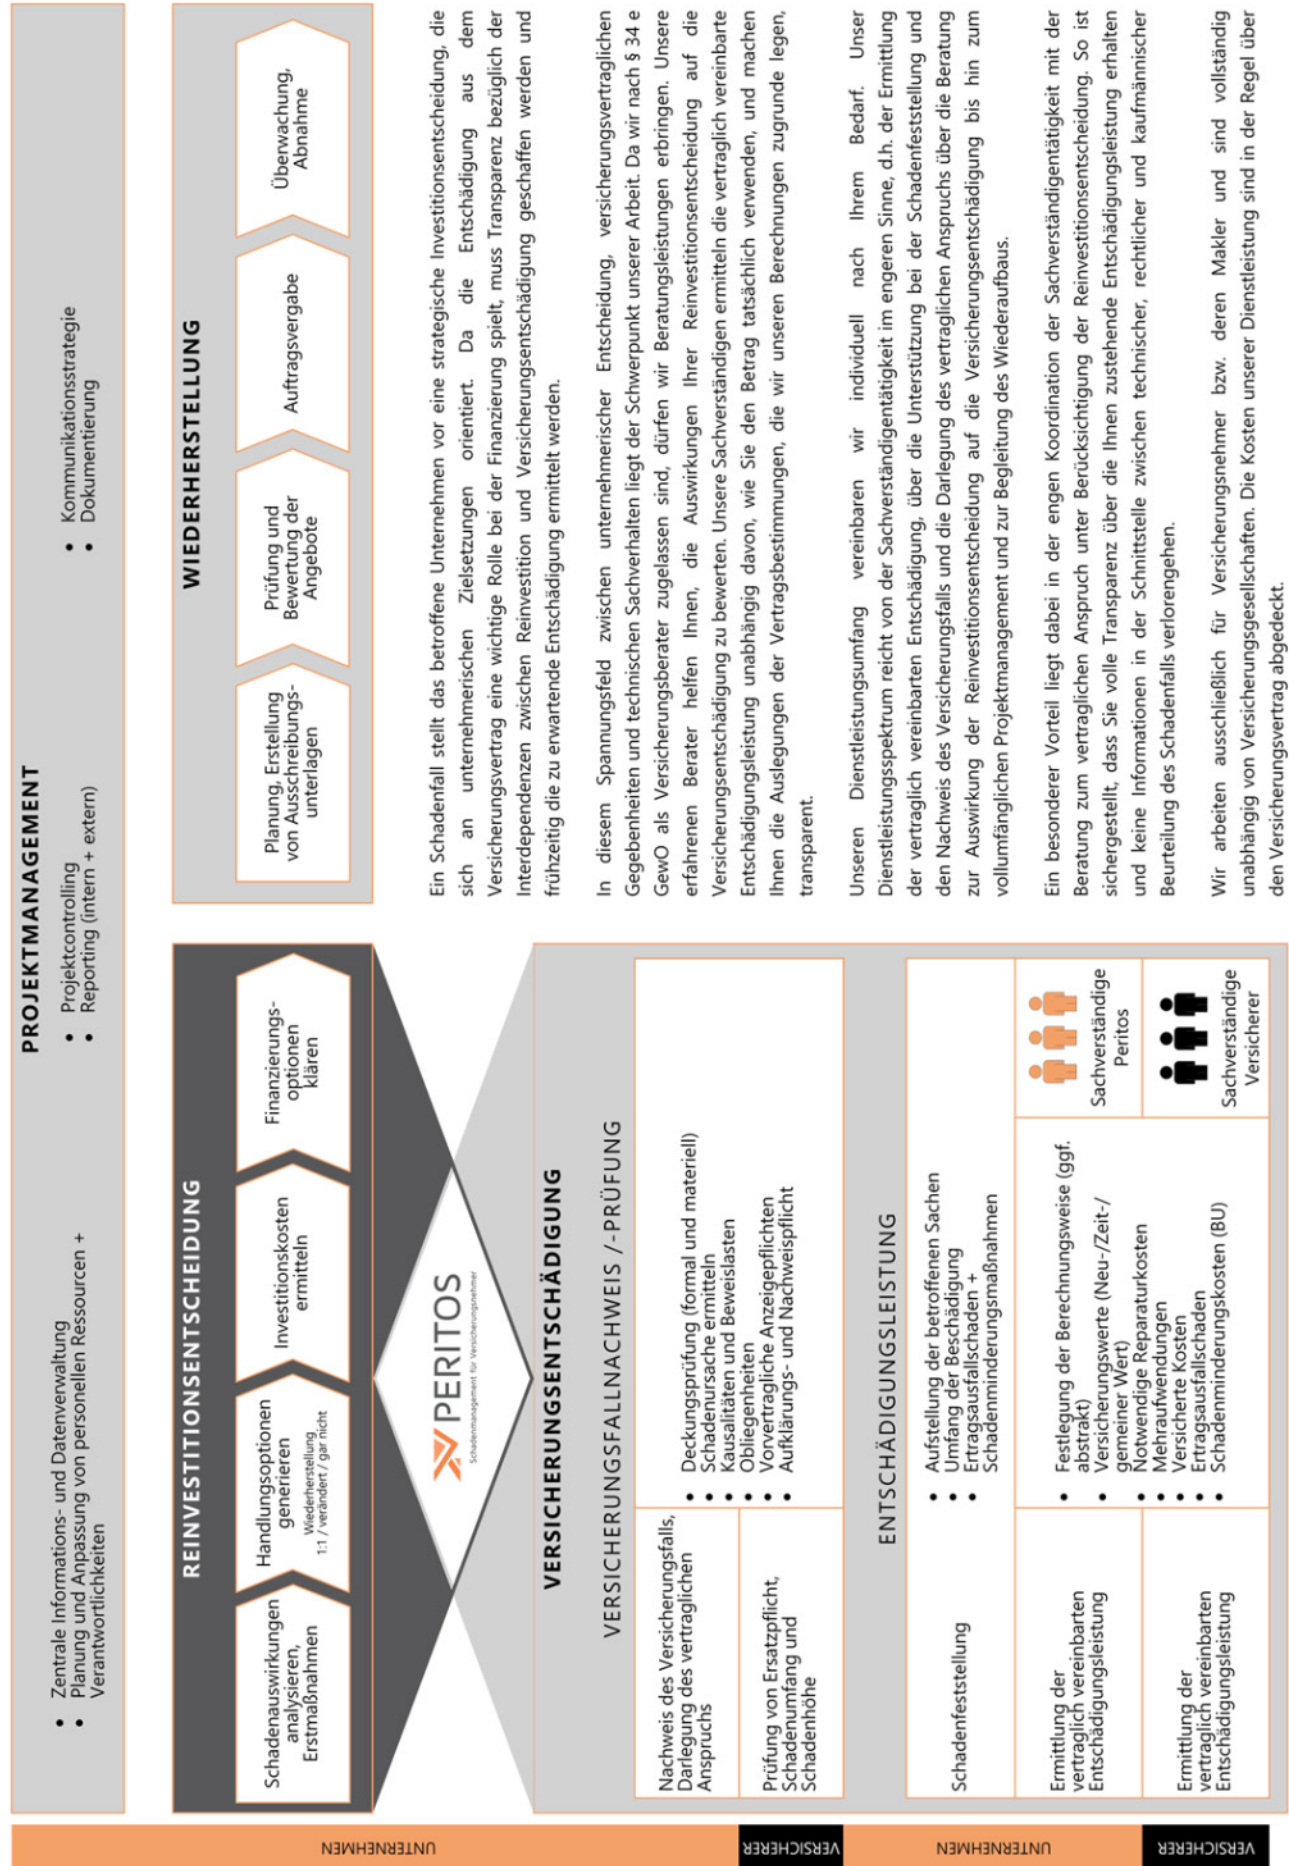 PROJEKTMANAGEMENT
• Zentrale Informations- und Datenverwaltung
• Planung und Anpassung von personellen Ressourcen +
Verantwortlichkeiten
• Projektcontrolling
• Reporting (intern + extern)
• Kommunikationsstrategie
• Dokumentierung
REINVESTITIONSENTSCHEIDUNG
Schadenauswirkungen
analysieren,
Erstmaßnahmen
Handlungsoptionen
generieren
Wiederherstellung
1:1 / verändert / gar nicht
Investitionskosten
ermitteln
Finanzierungs-
optionen
klären
WIEDERHERSTELLUNG
Planung, Erstellung
von Ausschreibungs-
unterlagen
Prüfung und
Bewertung der
Angebote
Auftragsvergabe
Überwachung,
Abnahme
PERITOS
Schadenmanagement für Versicherungsnehmer
VERSICHERUNGSENTSCHÄDIGUNG
VERSICHERUNGSFALLNACHWEIS /-PRÜFUNG
Nachweis des Versicherungsfalls,
Darlegung des vertraglichen
Anspruchs
Prüfung von Ersatzpflicht,
Schadenumfang und
Schadenhöhe
• Deckungsprüfung (formal und materiell)
• Schadenursache ermitteln
• Kausalitäten und Beweislasten
• Obliegenheiten
• Vorvertragliche Anzeigepflichten
• Aufklärungs- und Nachweispflicht
ENTSCHÄDIGUNGSLEISTUNG
Schadenfeststellung
• Aufstellung der betroffenen Sachen
• Umfang der Beschädigung
• Ertragsausfallschaden +
Schadenminderungsmaßnahmen
Ermittlung der
vertraglich vereinbarten
Entschädigungsleistung
Ermittlung der
vertraglich vereinbarten
Entschädigungsleistung
• Festlegung der Berechnungsweise (ggf.
abstrakt)
• Versicherungswerte (Neu-/Zeit-/
gemeiner Wert)
• Notwendige Reparaturkosten
• Mehraufwendungen
• Versicherte Kosten
• Ertragsausfallschaden
• Schadenminderungskosten (BU)
Sachverständige
Peritos
Sachverständige
Versicherer
UNTERNEHMEN
VERSICHERER
UNTERNEHMEN
VERSICHERER
Ein Schadenfall stellt das betroffene Unternehmen vor eine strategische Investitionsentscheidung, die
sich an unternehmerischen Zielsetzungen orientiert. Da die Entschädigung aus dem
Versicherungsvertrag eine wichtige Rolle bei der Finanzierung spielt, muss Transparenz bezüglich der
Interdependenzen zwischen Reinvestition und Versicherungsentschädigung geschaffen werden und
frühzeitig die zu erwartende Entschädigung ermittelt werden.
In diesem Spannungsfeld zwischen unternehmerischer Entscheidung, versicherungsvertraglichen
Gegebenheiten und technischen Sachverhalten liegt der Schwerpunkt unserer Arbeit. Da wir nach § 34 e
GewO als Versicherungsberater zugelassen sind, dürfen wir Beratungsleistungen erbringen. Unsere
erfahrenen Berater helfen Ihnen, die Auswirkungen Ihrer Reinvestitionsentscheidung auf die
Versicherungsentschädigung zu bewerten. Unsere Sachverständigen ermitteln die vertraglich vereinbarte
Entschädigungsleistung unabhängig davon, wie Sie den Betrag tatsächlich verwenden, und machen
Ihnen die Auslegungen der Vertragsbestimmungen, die wir unseren Berechnungen zugrunde legen,
transparent.
Unseren Dienstleistungsumfang vereinbaren wir individuell nach Ihrem Bedarf. Unser
Dienstleistungsspektrum reicht von der Sachverständigentätigkeit im engeren Sinne, d.h. der Ermittlung
der vertraglich vereinbarten Entschädigung, über die Unterstützung bei der Schadenfeststellung und
den Nachweis des Versicherungsfalls und die Darlegung des vertraglichen Anspruchs über die Beratung
zur Auswirkung der Reinvestitionsentscheidung auf die Versicherungsentschädigung bis hin zum
vollumfänglichen Projektmanagement und zur Begleitung des Wiederaufbaus.
Ein besonderer Vorteil liegt dabei in der engen Koordination der Sachverständigentätigkeit mit der
Beratung zum vertraglichen Anspruch unter Berücksichtigung der Reinvestitionsentscheidung. So ist
sichergestellt, dass Sie volle Transparenz über die Ihnen zustehende Entschädigungsleistung erhalten
und keine Informationen in der Schnittstelle zwischen technischer, rechtlicher und kaufmännischer
Beurteilung des Schadenfalls verlorengehen.
Wir arbeiten ausschließlich für Versicherungsnehmer bzw. deren Makler und sind vollständig
unabhängig von Versicherungsgesellschaften. Die Kosten unserer Dienstleistung sind in der Regel über
den Versicherungsvertrag abgedeckt.